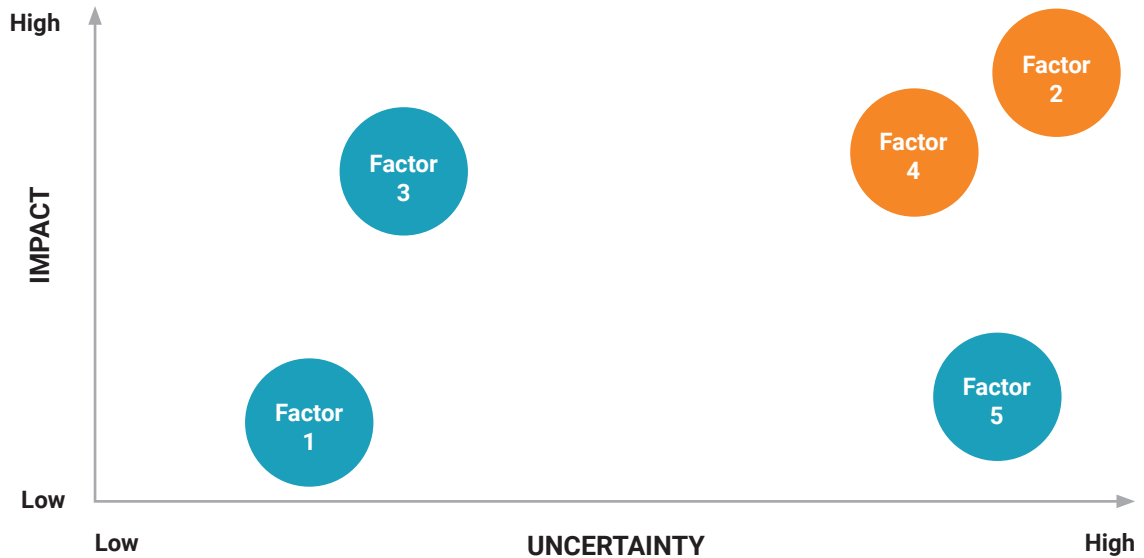 High
Factor
2
Factor
4
Factor
3
IMPACT
Factor
5
Factor
1
Low
Low
UNCERTAINTY
High